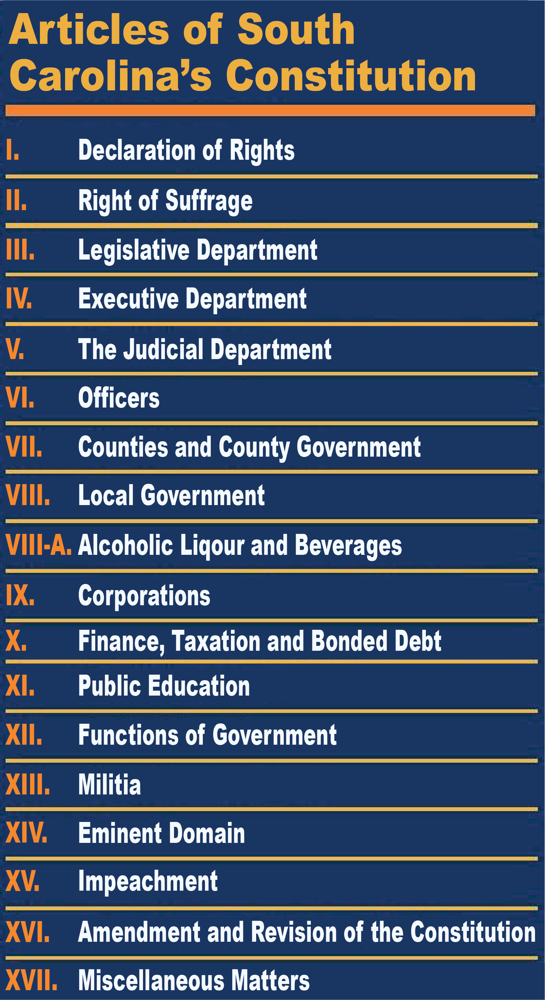 Articles of South
Carolina’s Constitution
I. Declaration of Rights
II. Right of Suffrage
III. Legislative Department
IV. Executive Department
V. The Judicial Department
VI. Officers
VII. Counties and County Government
VIII. Local Government
VIII-A. Alcoholic Liqour and Beverages
IX. Corporations
X. Finance, Taxation and Bonded Debt
XI. Public Education
XII. Functions of Government
XIII. Militia
XIV. Eminent Domain
XV. Impeachment
XVI. Amendment and Revision of the Constitution
XVII. Miscellaneous Matters